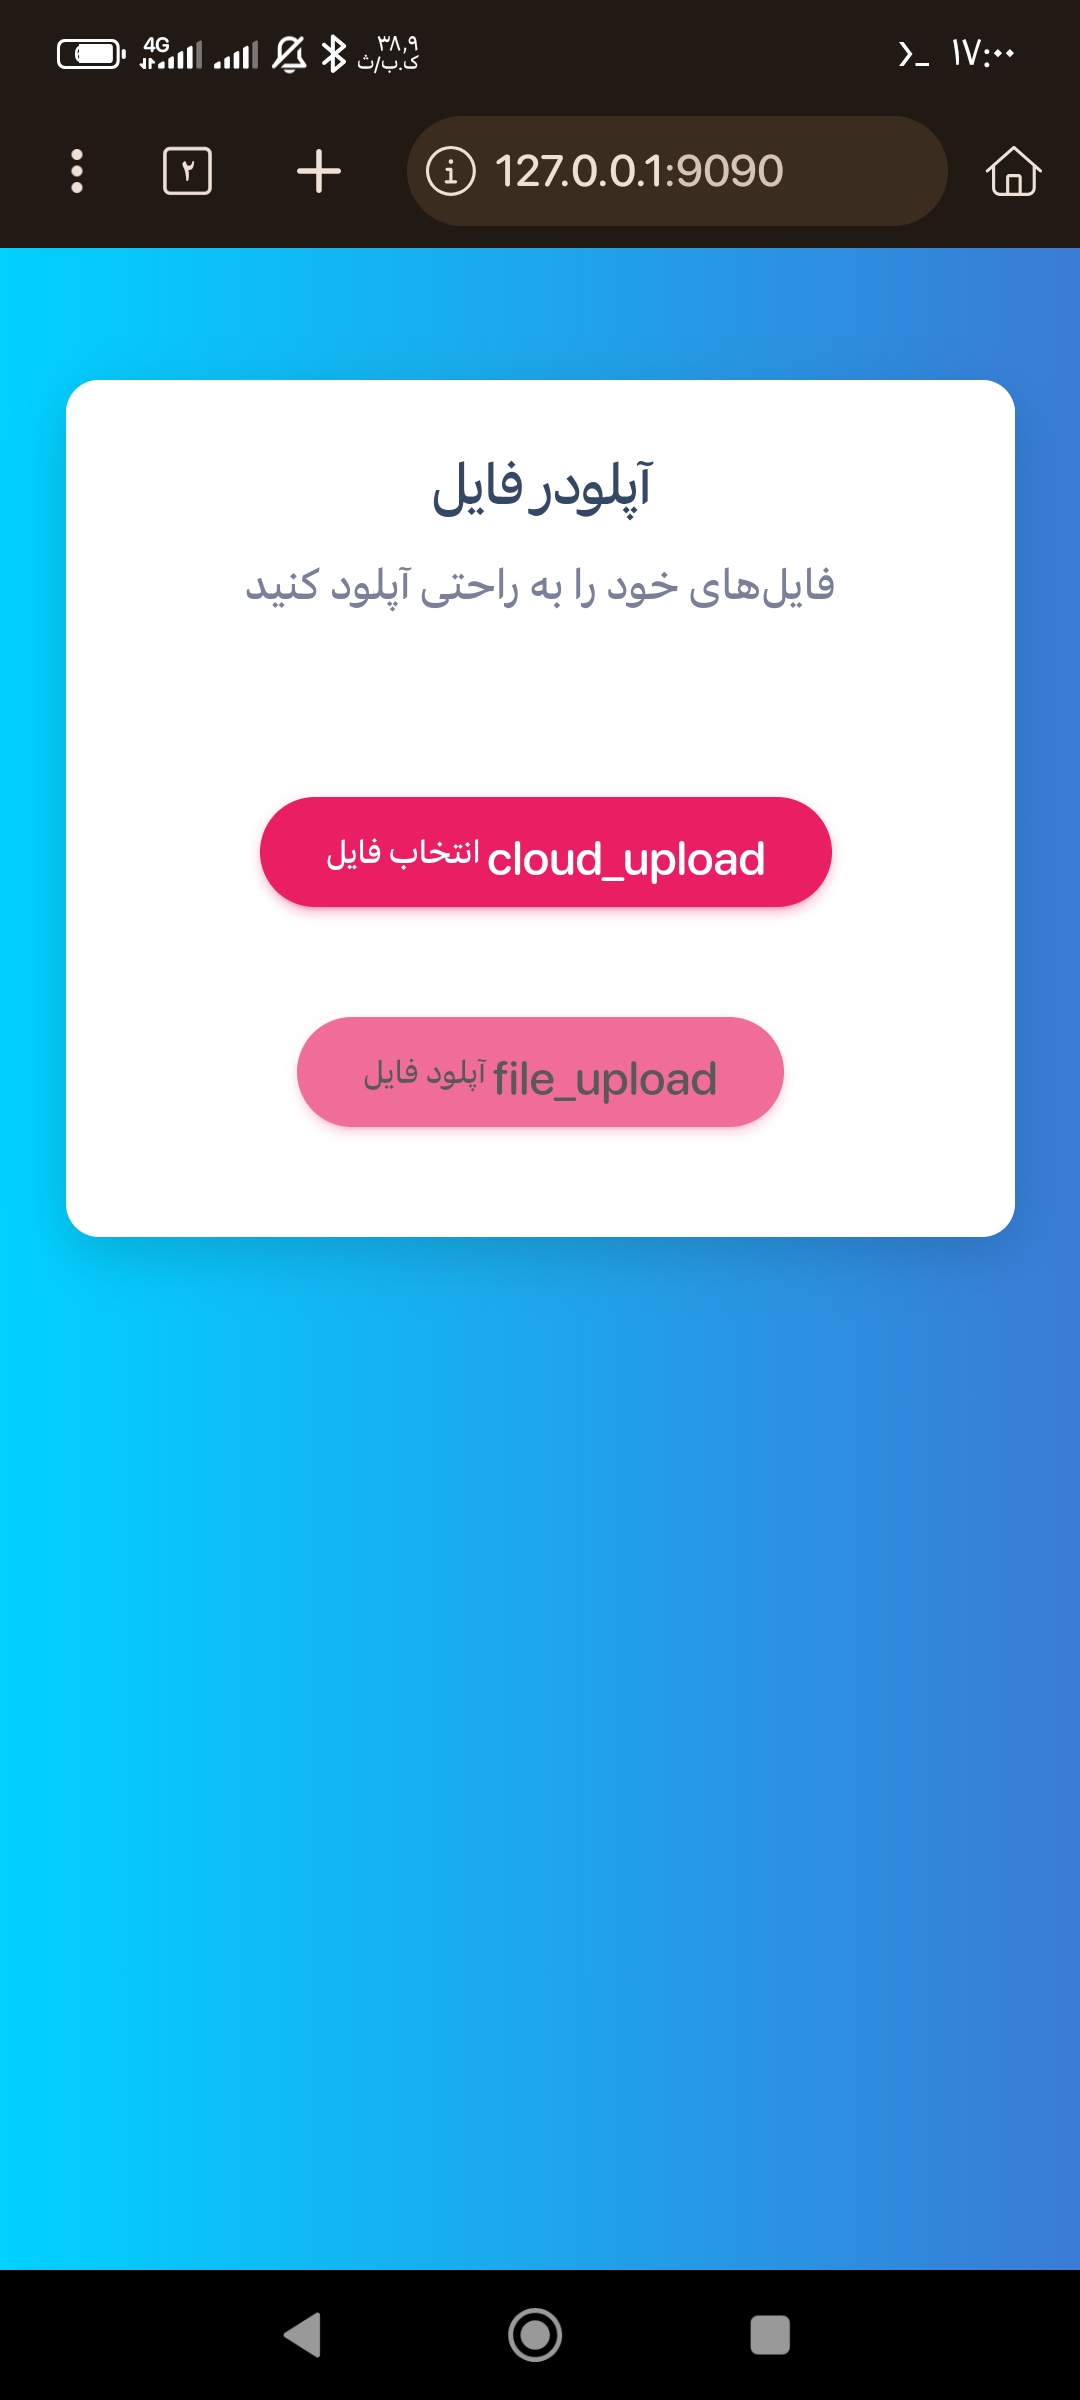 ۱۷:۰۰
۳۸,۹
ک.ب/ث
4G
127.0.0.1:9090
۲
آپلودر فایل
فایل‌های خود را به راحتی آپلود کنید
cloud_upload انتخاب فایل
file_upload آپلود فایل